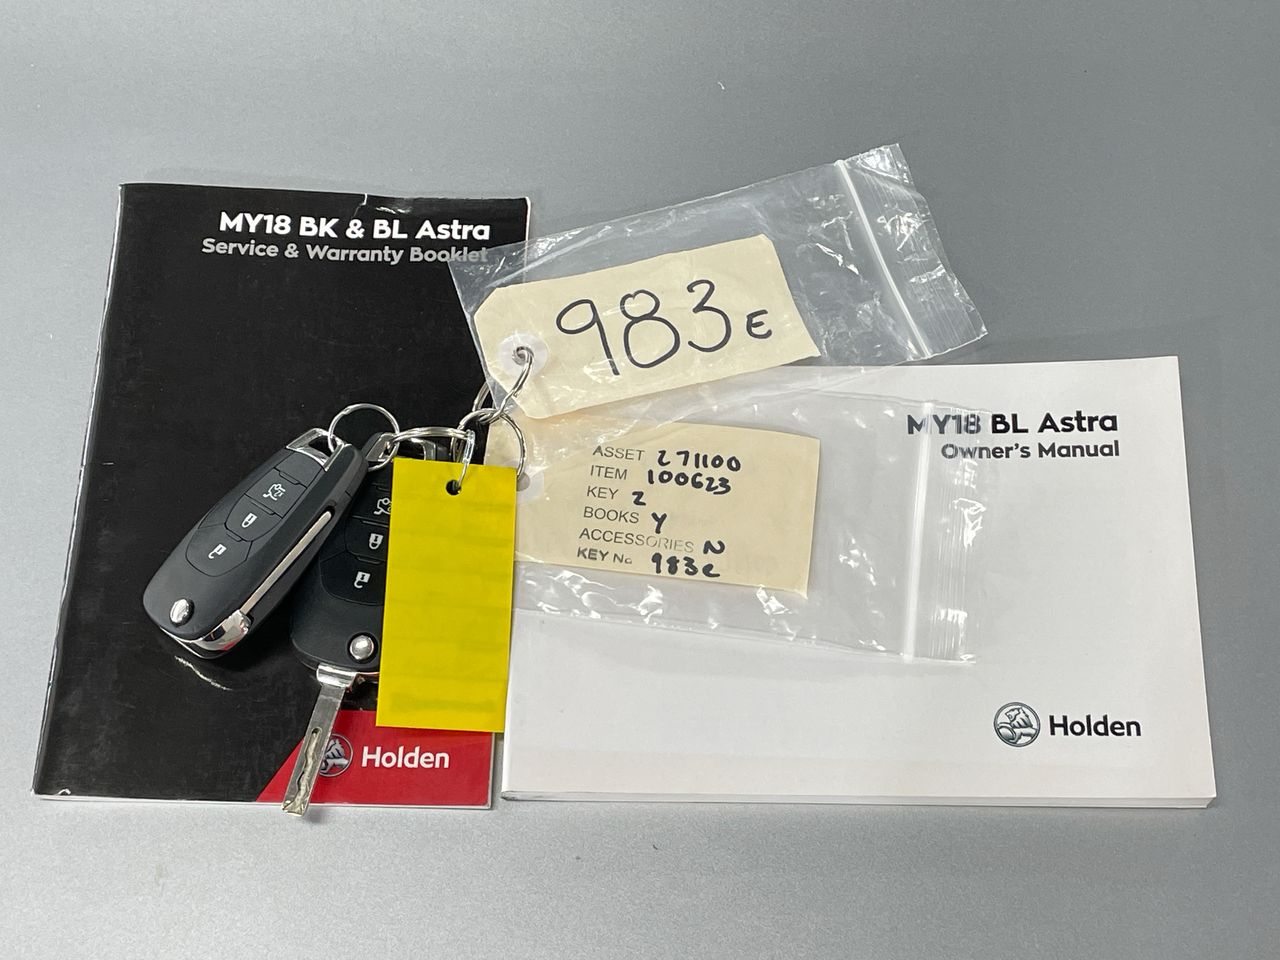 MY18 BK & BL Astra
Service & Warranty Booklet
983 E
MY18 BL Astra
Owner's Manual
ASSET 271100
ITEM 100623
KEY 2
BOOKS Y
ACCESSORIES N
KEY No 983E
Holden
Holden